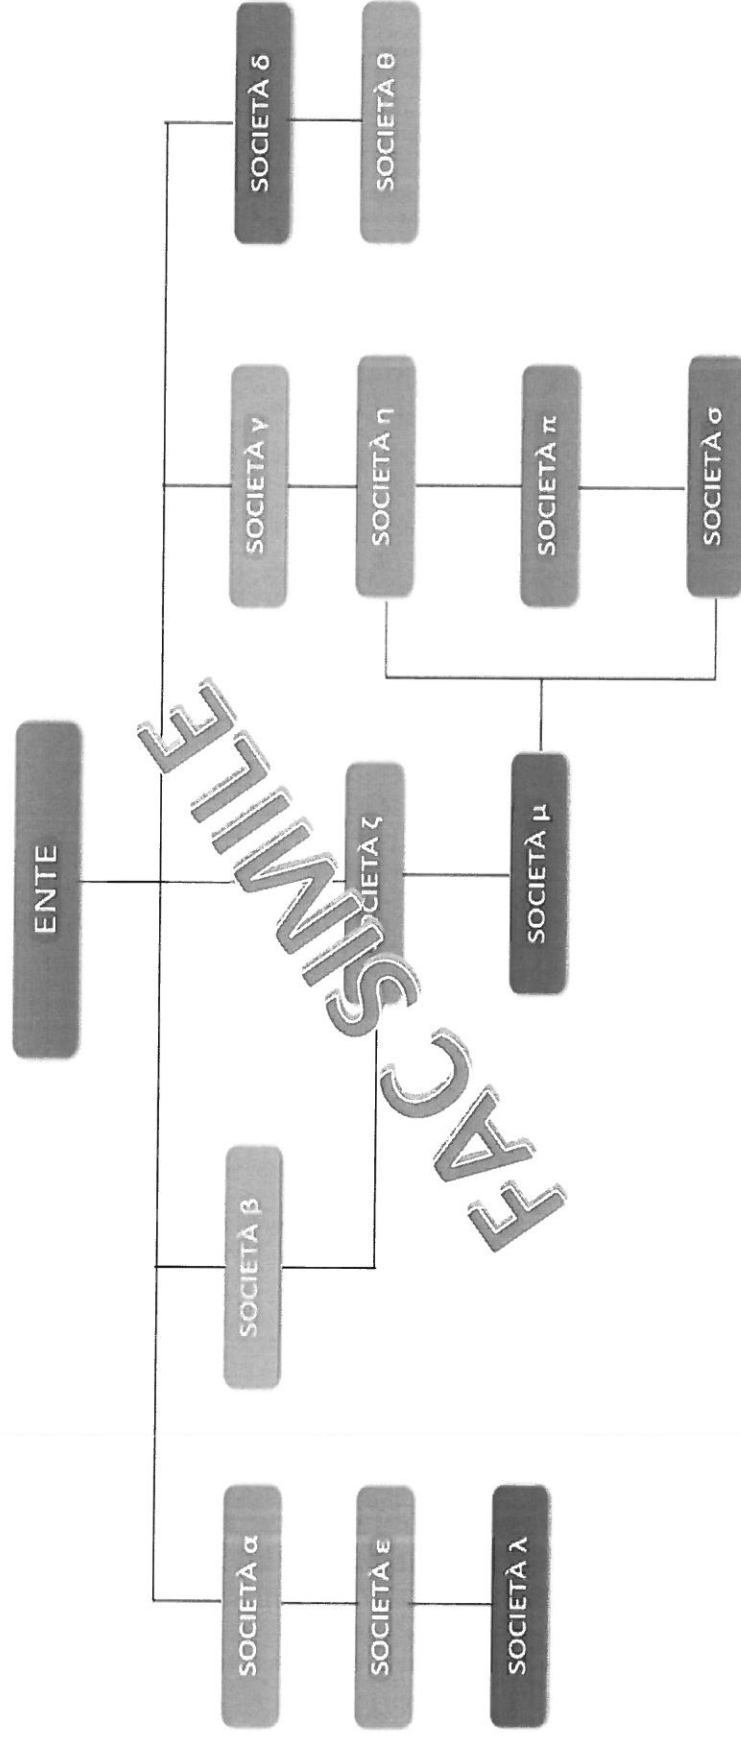 ENTE
SOCIETÀ α
SOCIETÀ β
SOCIETÀ γ
SOCIETÀ δ
SOCIETÀ ε
SOCIETÀ ζ
SOCIETÀ η
SOCIETÀ θ
SOCIETÀ λ
SOCIETÀ μ
SOCIETÀ π
SOCIETÀ σ
FAC SIMILE